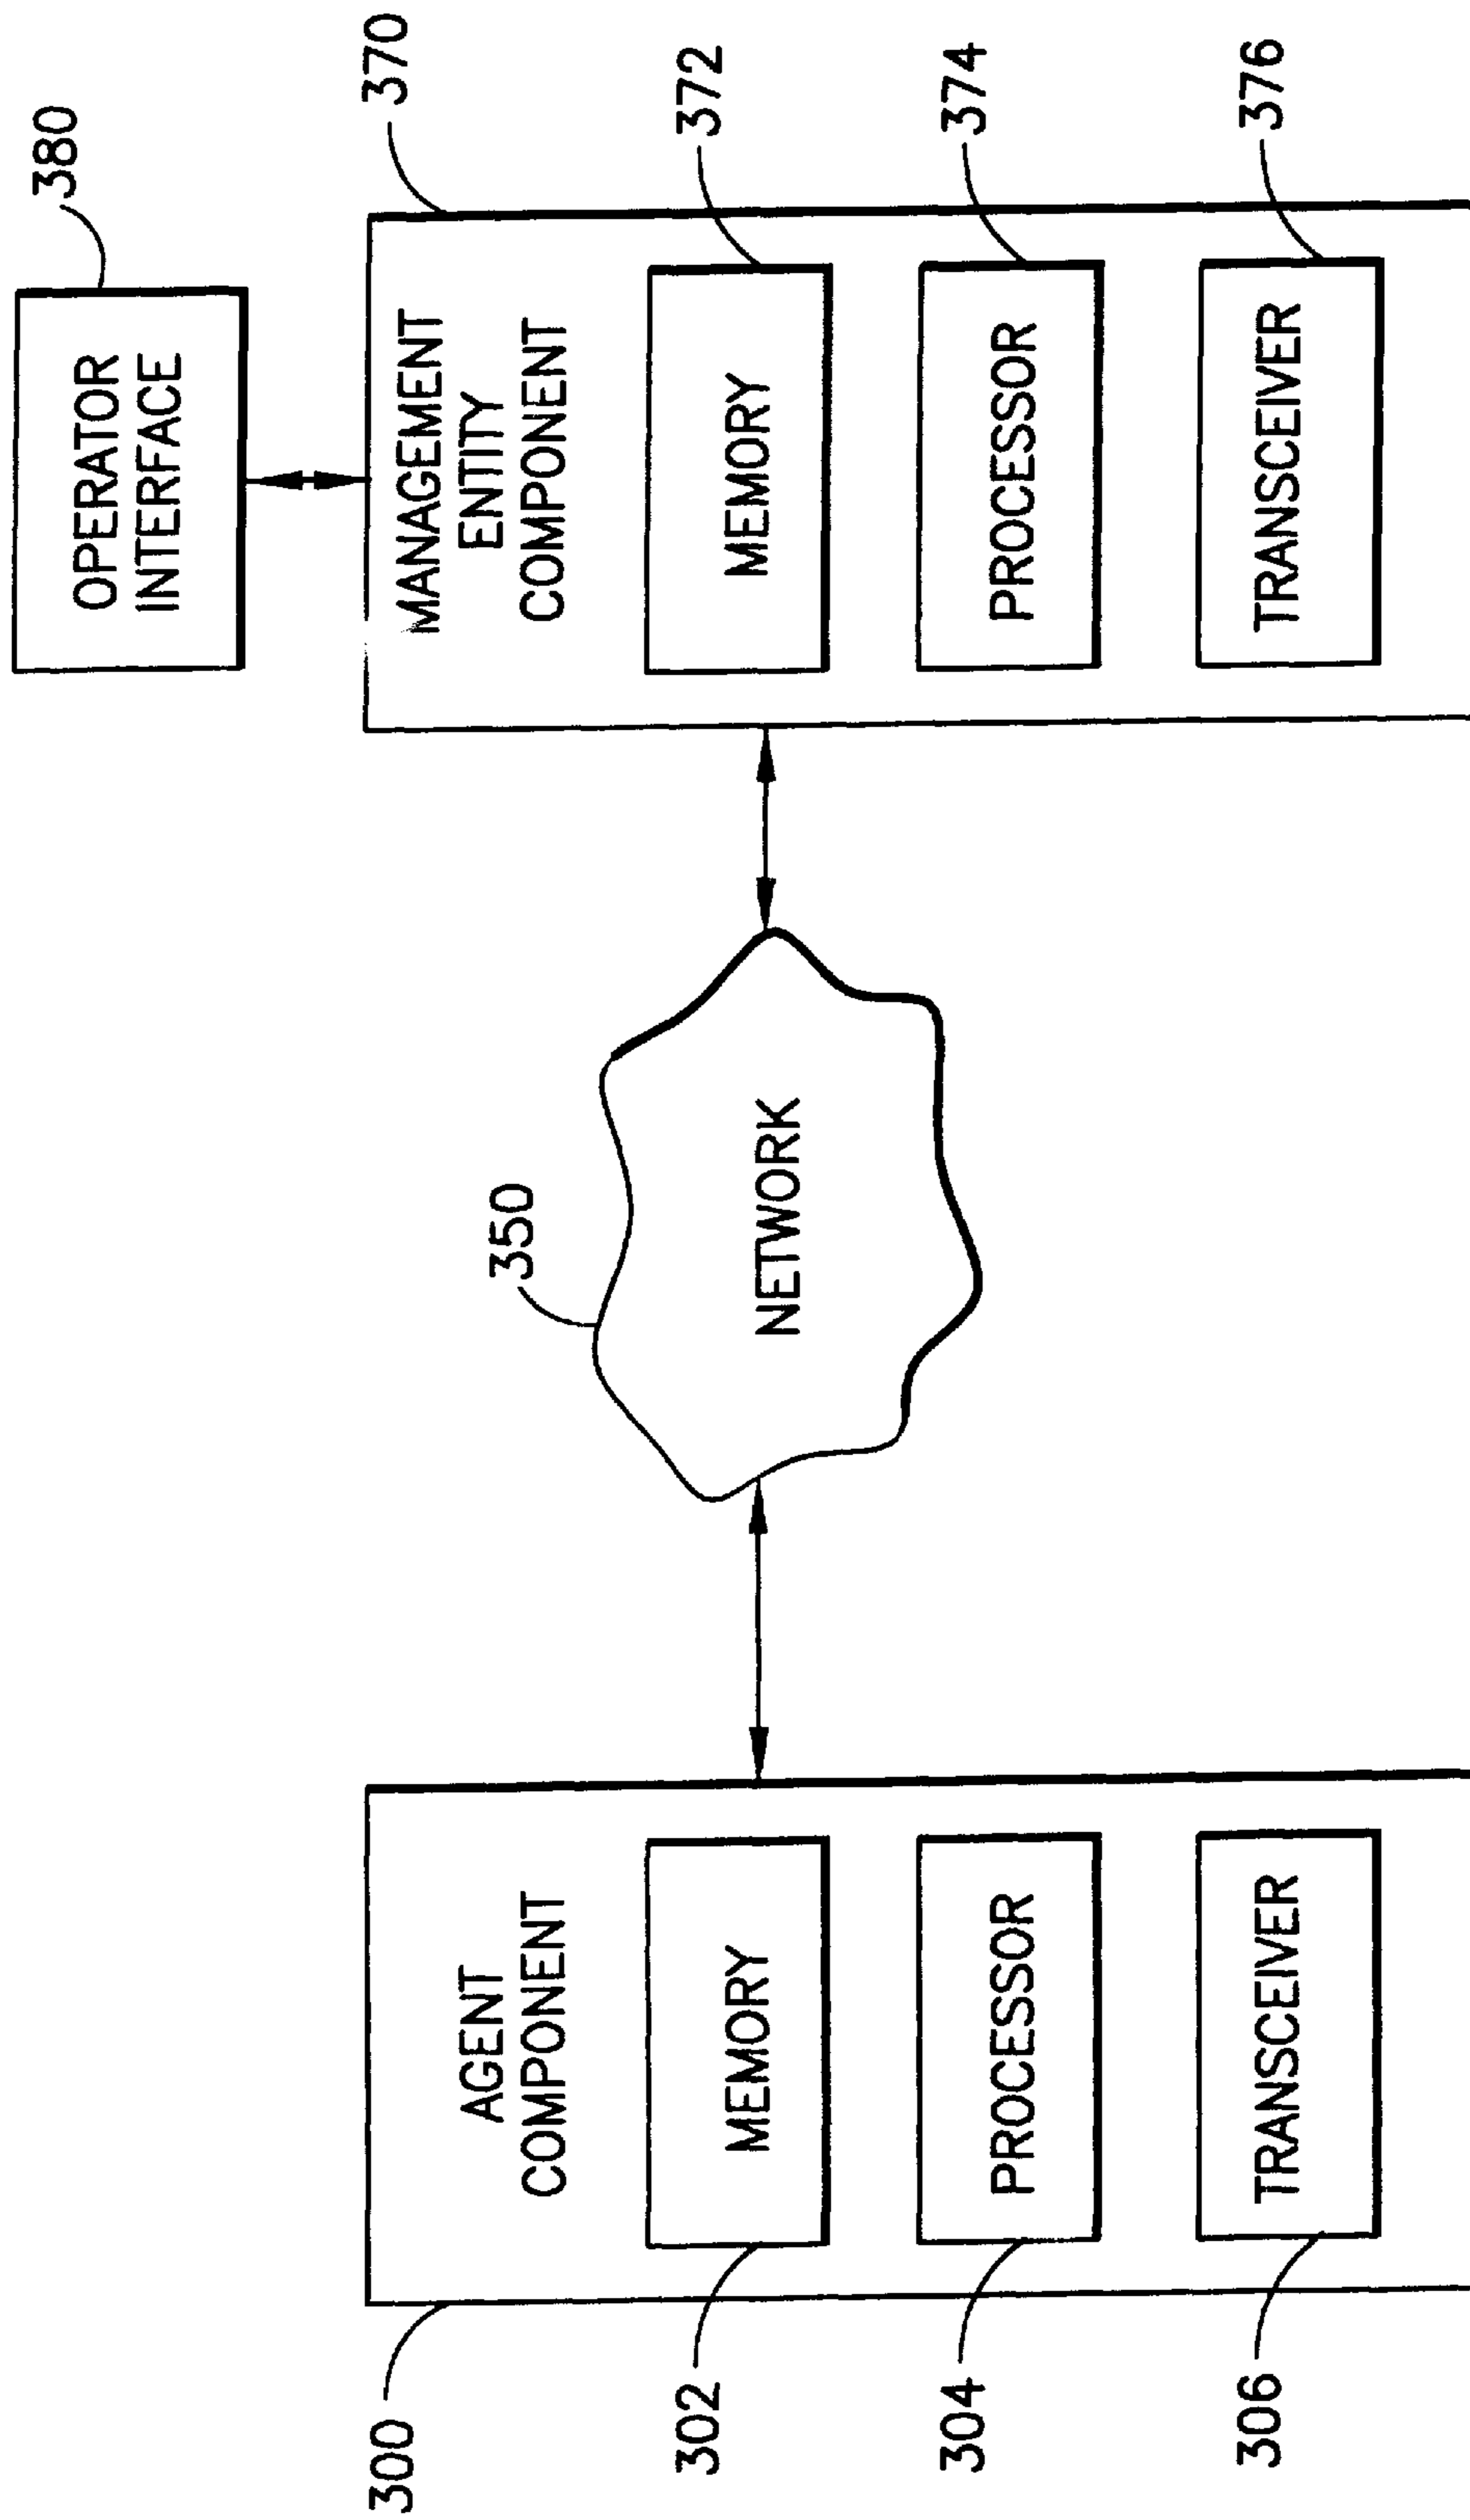 380
OPERATOR
INTERFACE
370
MANAGEMENT
ENTITY
COMPONENT
372
MEMORY
374
PROCESSOR
376
TRANSCEIVER
350
NETWORK
300
AGENT
COMPONENT
302
MEMORY
304
PROCESSOR
306
TRANSCEIVER